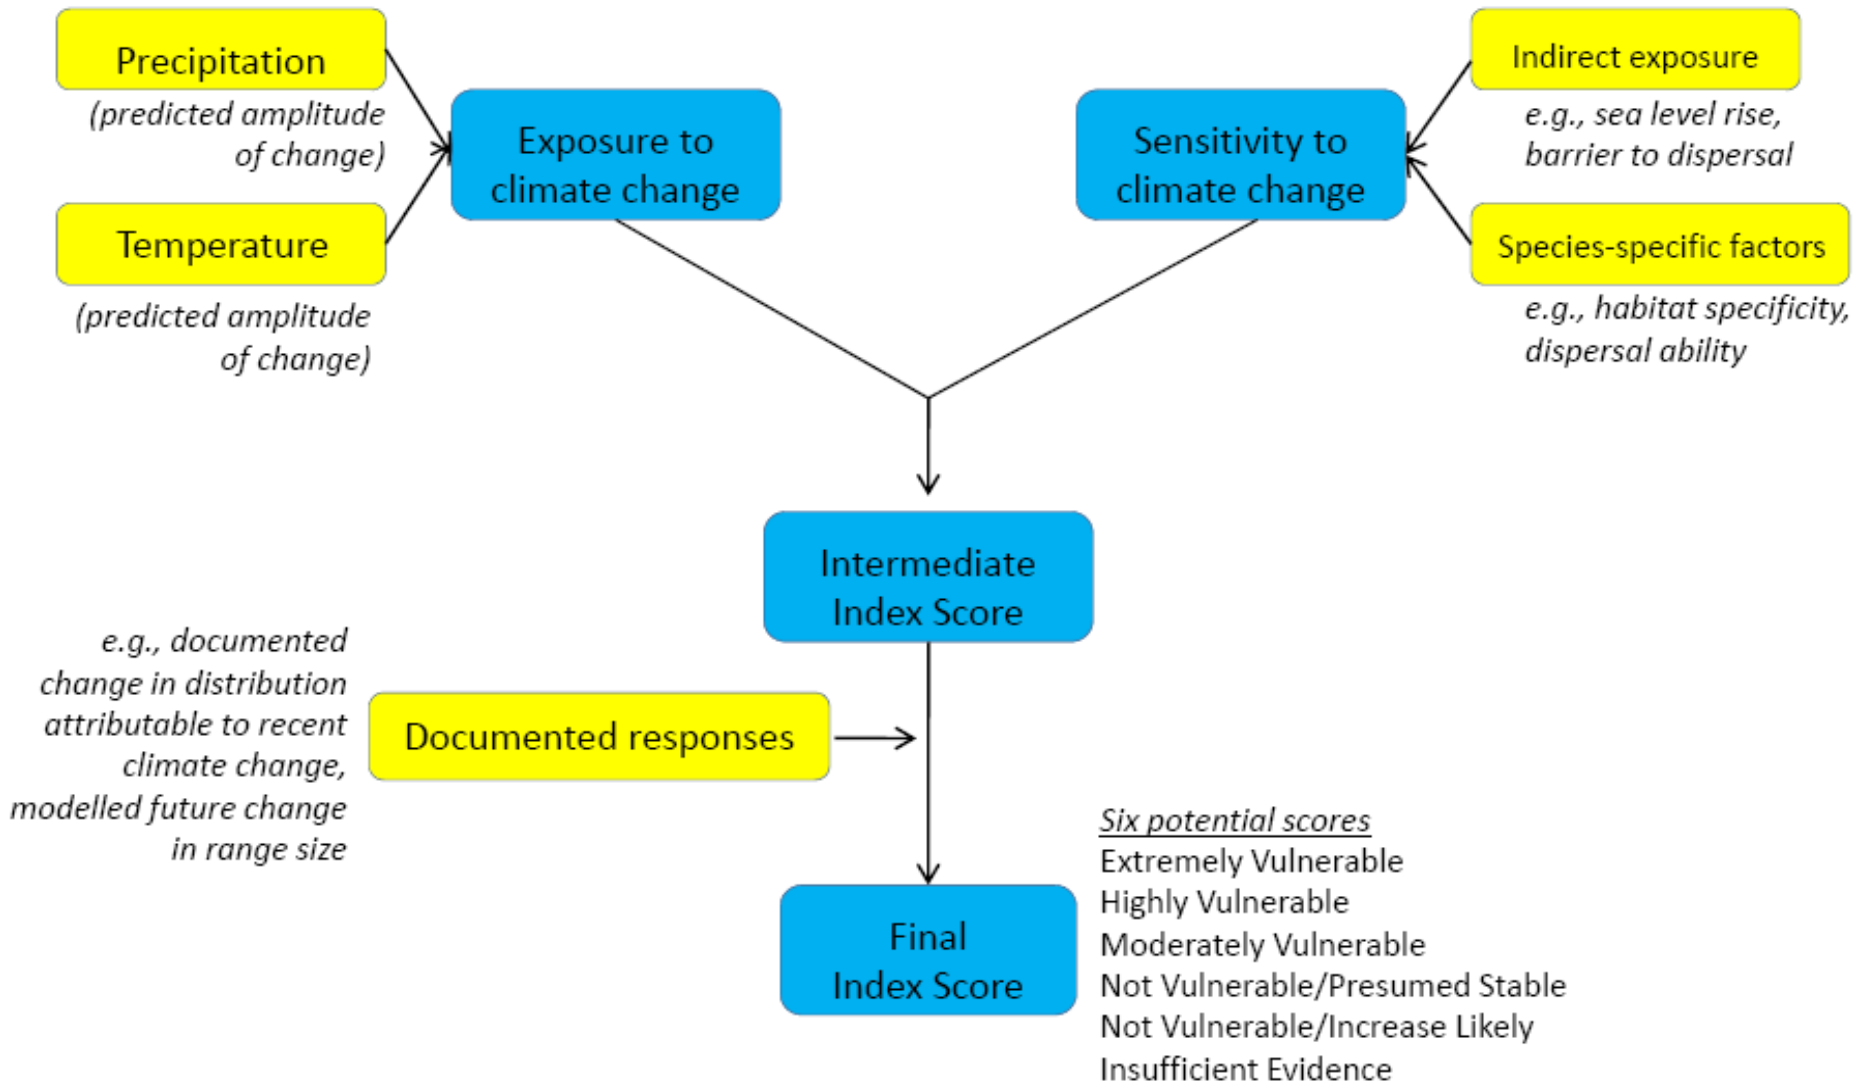 Precipitation
(predicted amplitude
of change)
Temperature
(predicted amplitude
of change)
Exposure to
climate change
Sensitivity to
climate change
Indirect exposure
e.g., sea level rise,
barrier to dispersal
Species-specific factors
e.g., habitat specificity,
dispersal ability
Intermediate
Index Score
e.g., documented
change in distribution
attributable to recent
climate change,
modelled future change
in range size
Documented responses
Final
Index Score
Six potential scores
Extremely Vulnerable
Highly Vulnerable
Moderately Vulnerable
Not Vulnerable/Presumed Stable
Not Vulnerable/Increase Likely
Insufficient Evidence